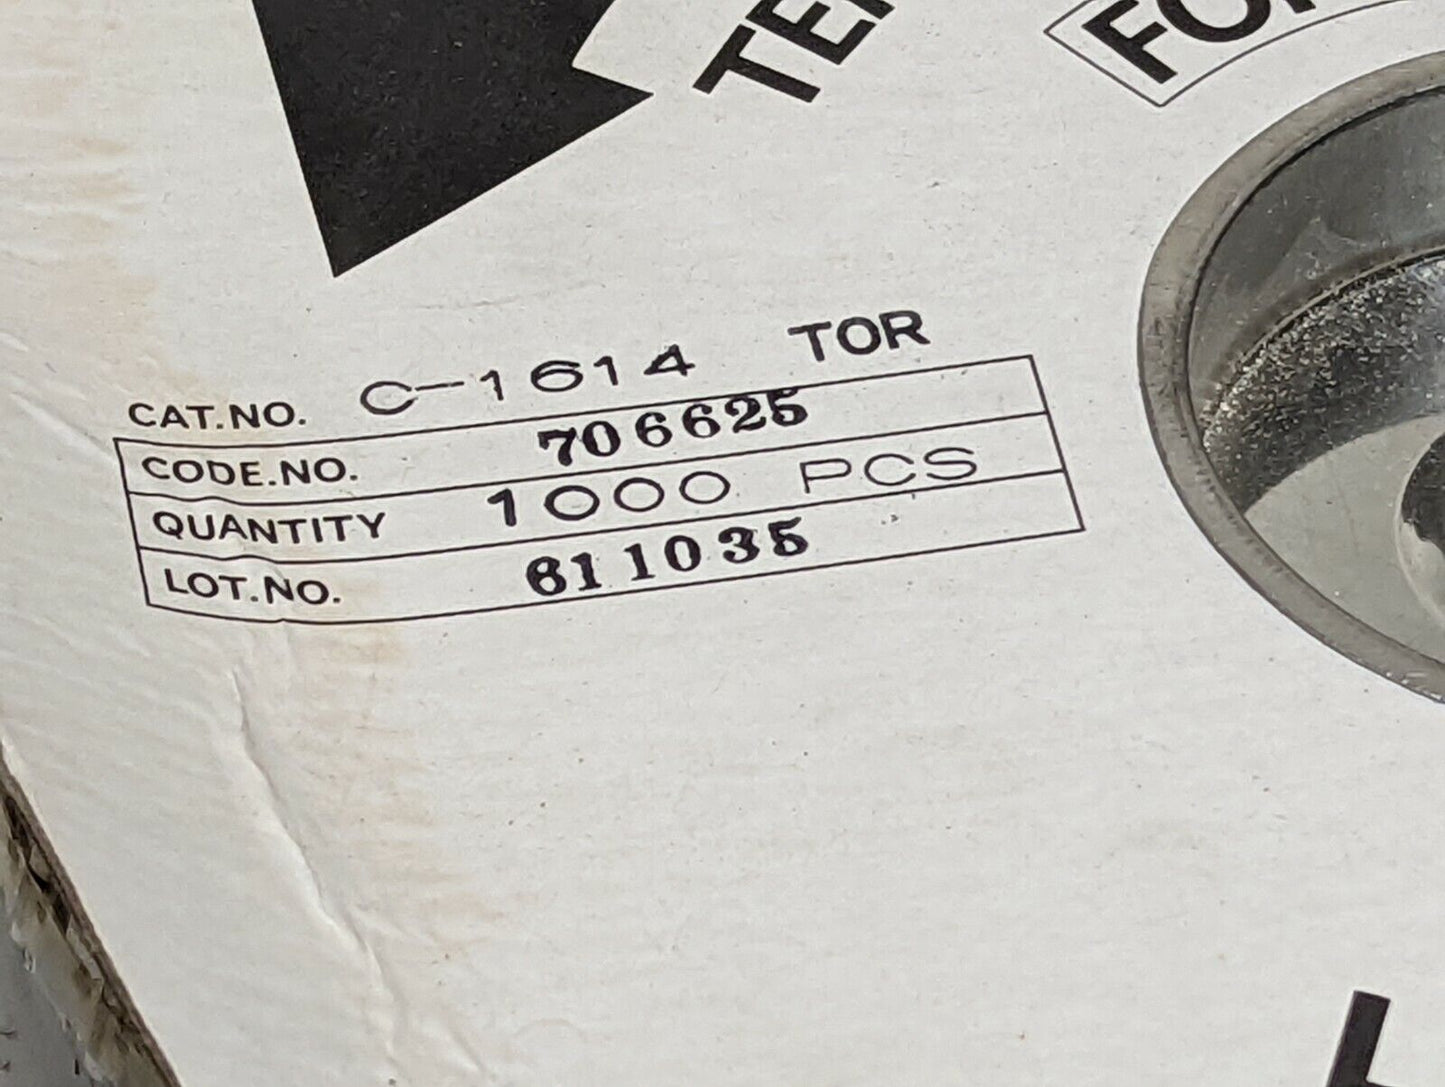 CAT.NO. C-1614 TOR
CODE.NO. 706625
QUANTITY 1000 PCS
LOT.NO. 611035